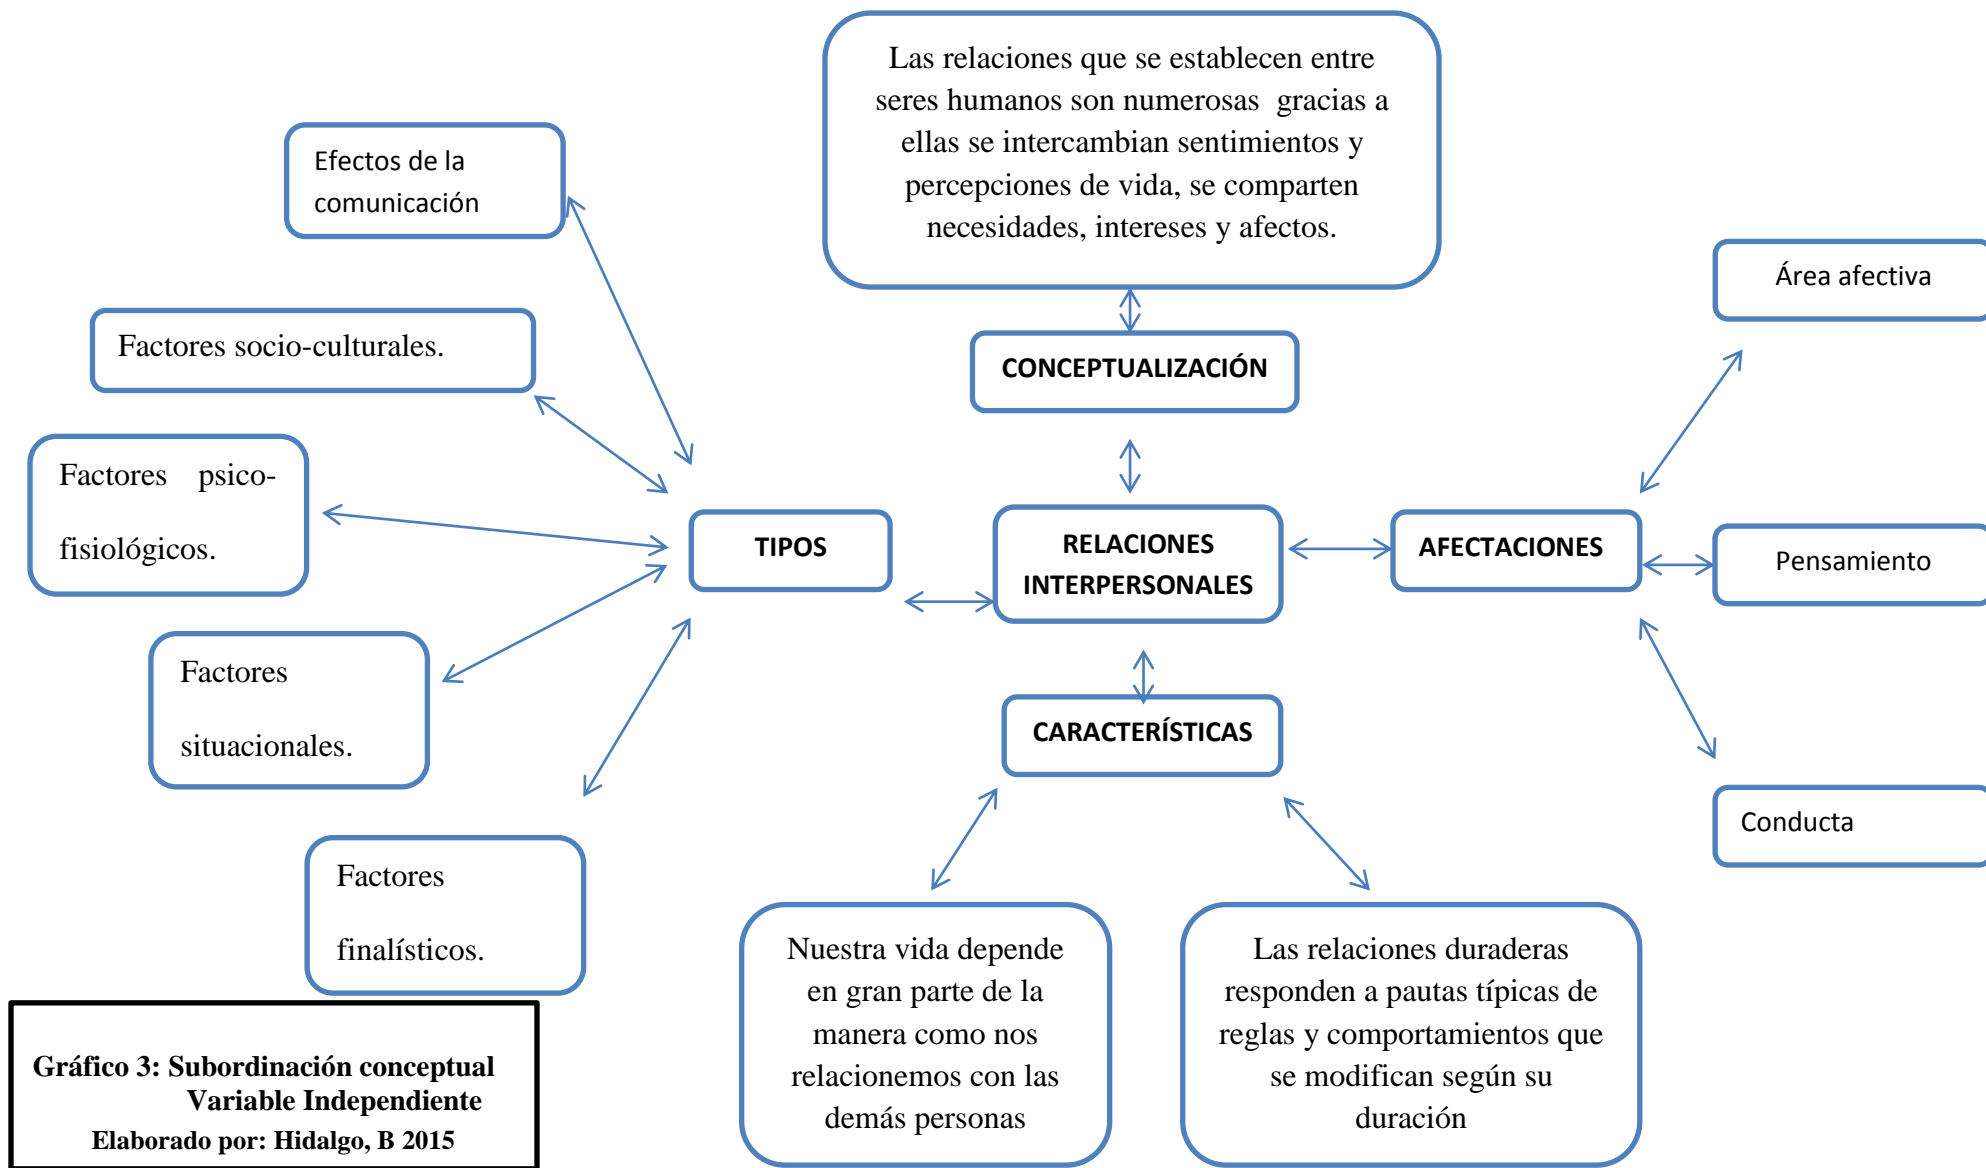 Las relaciones que se establecen entre
seres humanos son numerosas  gracias a
ellas se intercambian sentimientos y
percepciones de vida, se comparten
necesidades, intereses y afectos.
Efectos de la
comunicación
Área afectiva
Factores socio-culturales.
CONCEPTUALIZACIÓN
Factores    psico-
fisiológicos.
TIPOS
RELACIONES
INTERPERSONALES
AFECTACIONES
Pensamiento
Factores
situacionales.
CARACTERÍSTICAS
Conducta
Factores
finalísticos.
Nuestra vida depende
en gran parte de la
manera como nos
relacionemos con las
demás personas
Las relaciones duraderas
responden a pautas típicas de
reglas y comportamientos que
se modifican según su
duración
Gráfico 3: Subordinación conceptual
Variable Independiente
Elaborado por: Hidalgo, B 2015